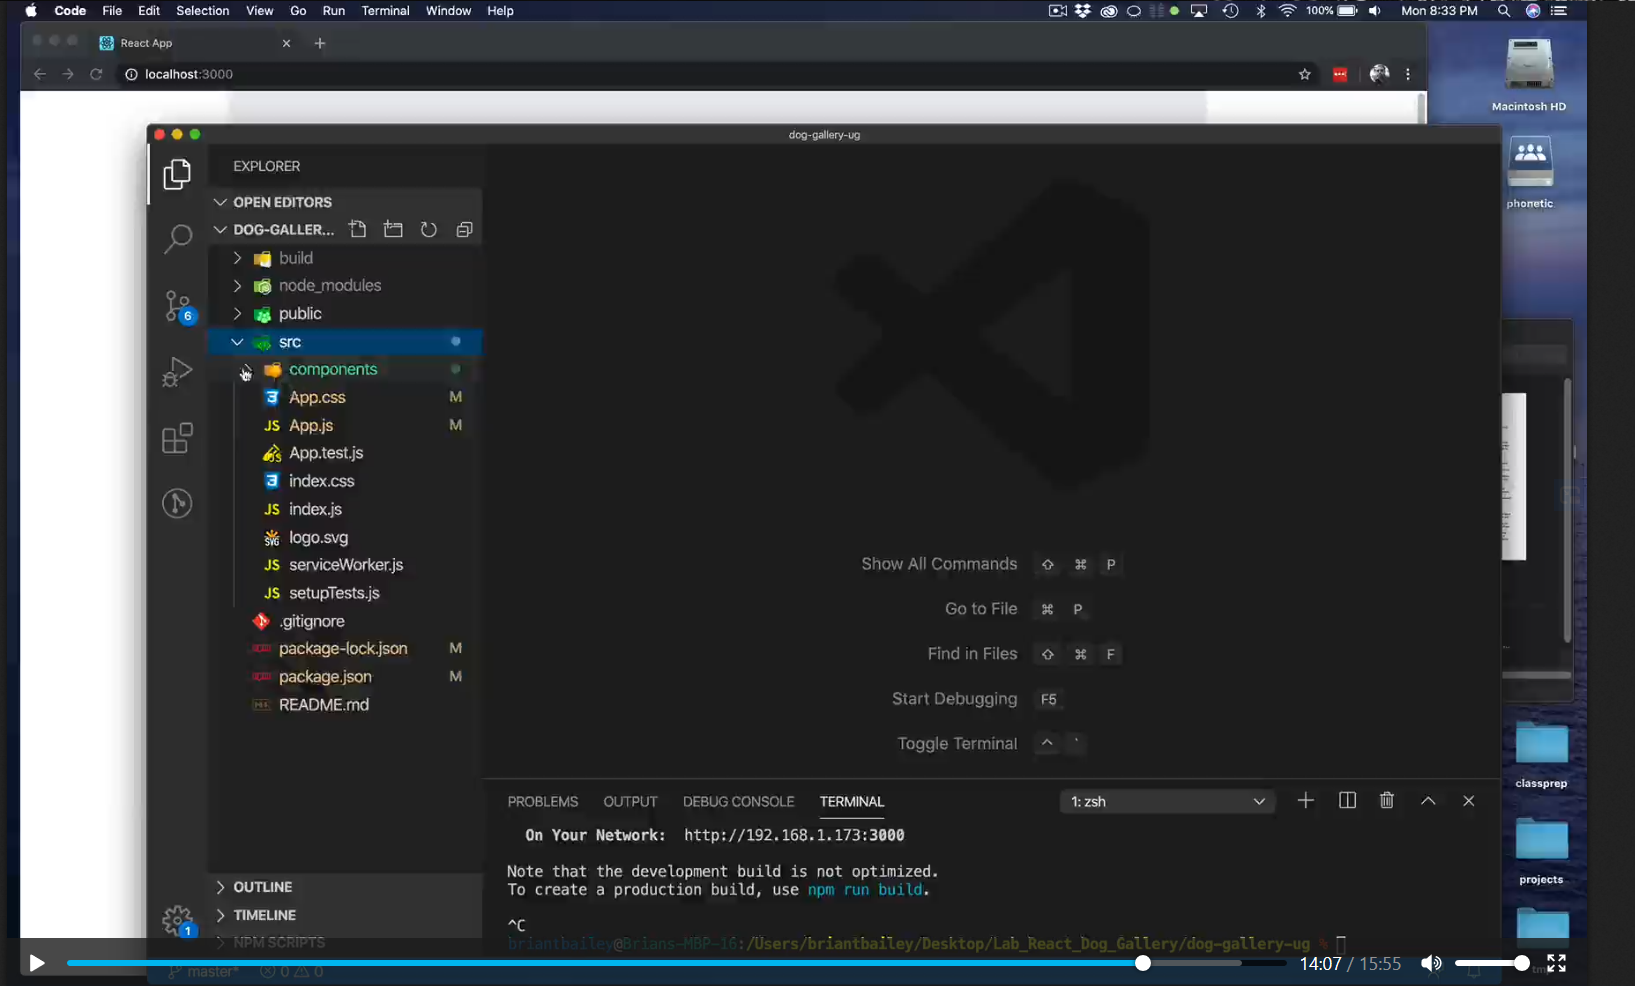 Code File Edit Selection View Go Run Terminal Window Help 100% Mon 8:33 PM
React App
localhost:3000
Macintosh HD
phonetic
dog-gallery-ug
EXPLORER
OPEN EDITORS
DOG-GALLER...
build
node_modules
public
src
components
App.css M
App.js M
App.test.js
index.css
index.js
logo.svg
serviceWorker.js
setupTests.js
.gitignore
package-lock.json M
package.json M
README.md
6
Show All Commands ⇧ ⌘ P
Go to File ⌘ P
Find in Files ⇧ ⌘ F
Start Debugging F5
Toggle Terminal ^ `
classprep
projects
PROBLEMS OUTPUT DEBUG CONSOLE TERMINAL 1: zsh
On Your Network: http://192.168.1.173:3000
Note that the development build is not optimized.
To create a production build, use npm run build.
^C
briantbailey@Brians-MBP-16:/Users/briantbailey/Desktop/Lab_React_Dog_Gallery/dog-gallery-ug
OUTLINE
TIMELINE
NPM SCRIPTS
1
master* 0 0
14:07 / 15:55